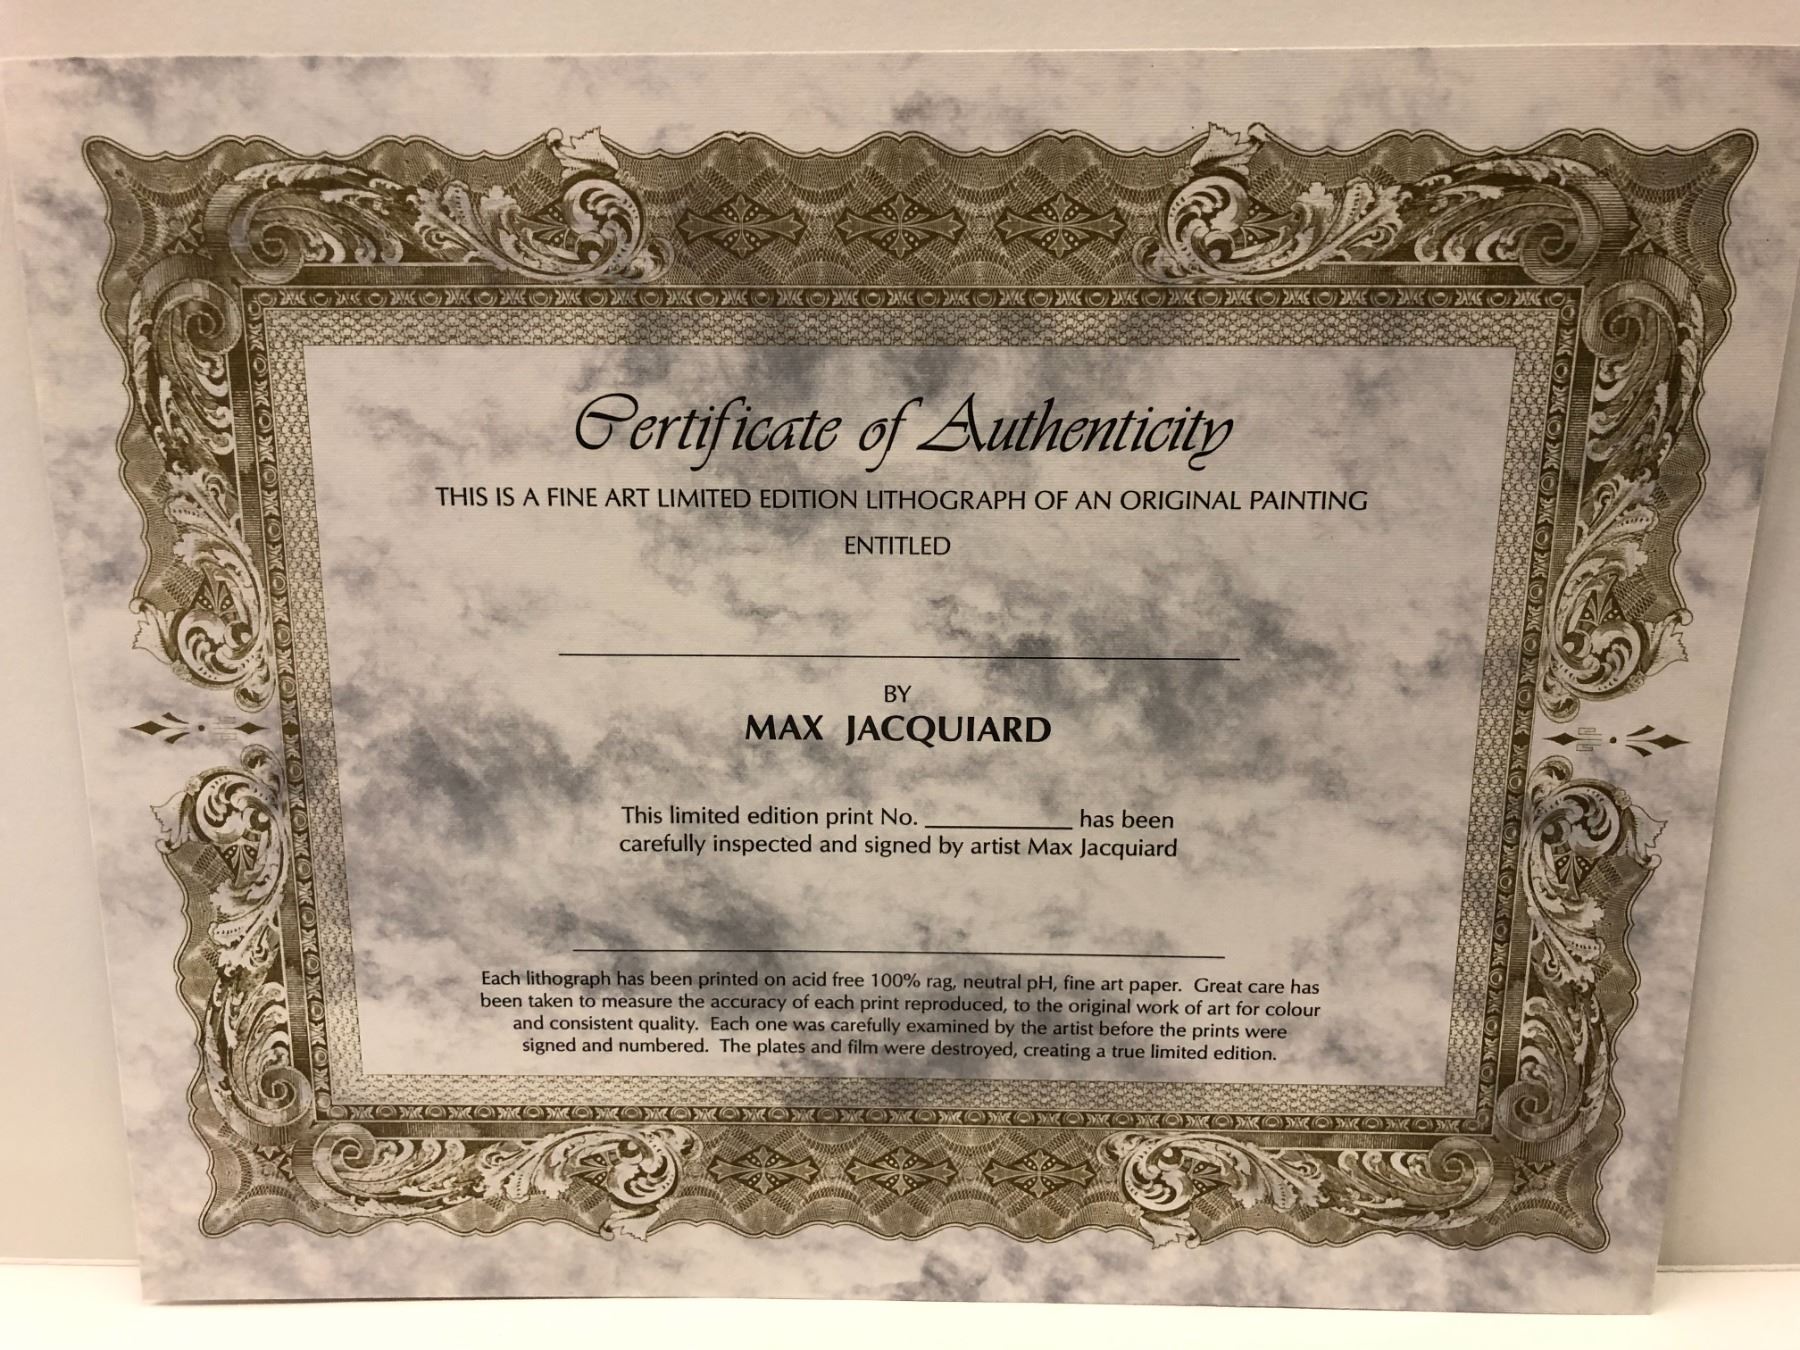 Certificate of Authenticity
THIS IS A FINE ART LIMITED EDITION LITHOGRAPH OF AN ORIGINAL PAINTING
ENTITLED
BY
MAX JACQUIARD
This limited edition print No. __________ has been
carefully inspected and signed by artist Max Jacquiard
Each lithograph has been printed on acid free 100% rag, neutral pH, fine art paper. Great care has
been taken to measure the accuracy of each print reproduced, to the original work of art for colour
and consistent quality. Each one was carefully examined by the artist before the prints were
signed and numbered. The plates and film were destroyed, creating a true limited edition.